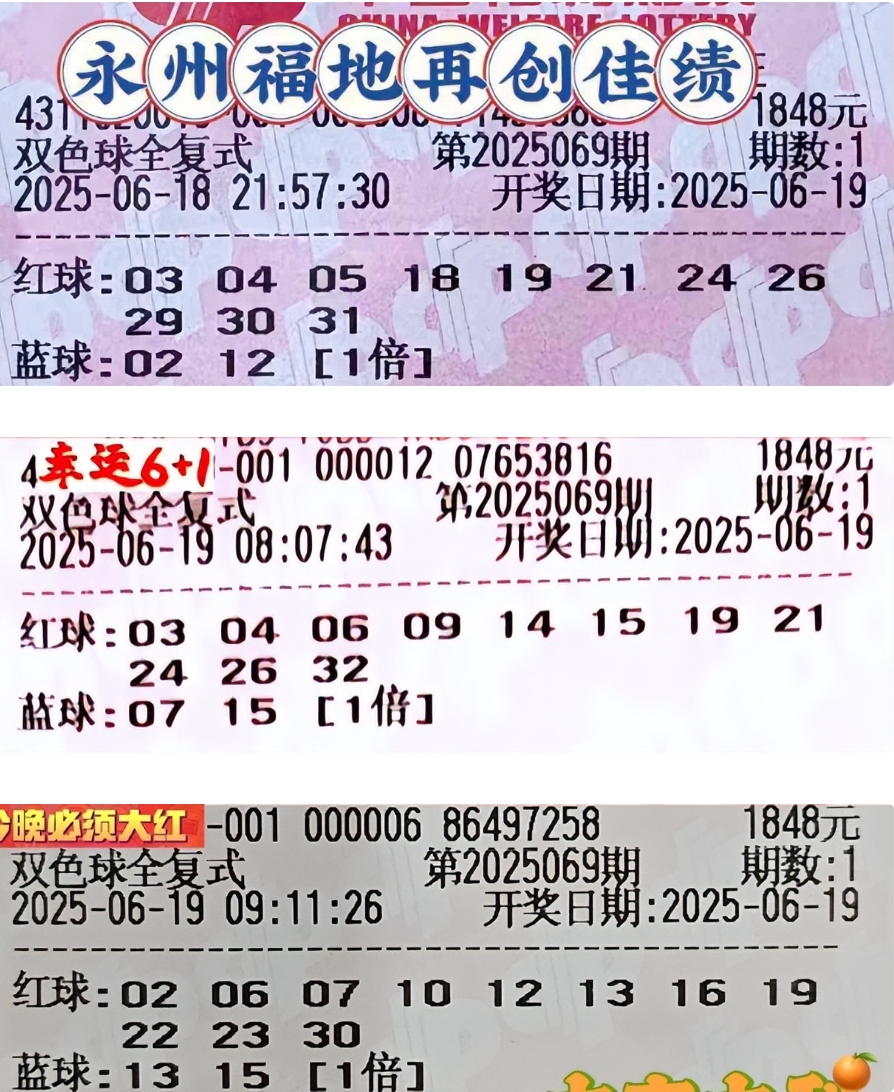 CHINA WELFARE LOTTERY
永州福地再创佳绩
1848元
双色球全复式 第2025069期 期数:1
2025-06-18 21:57:30 开奖日期:2025-06-19
红球:03 04 05 18 19 21 24 26
29 30 31
蓝球:02 12 [1倍]
4 幸运6+1 -001 000012 07653816 1848元
双色球全复式 第2025069期 期数:1
2025-06-19 08:07:43 开奖日期:2025-06-19
红球:03 04 06 09 14 15 19 21
24 26 32
蓝球:07 15 [1倍]
今晚必须大红 -001 000006 86497258 1848元
双色球全复式 第2025069期 期数:1
2025-06-19 09:11:26 开奖日期:2025-06-19
红球:02 06 07 10 12 13 16 19
22 23 30
蓝球:13 15 [1倍]